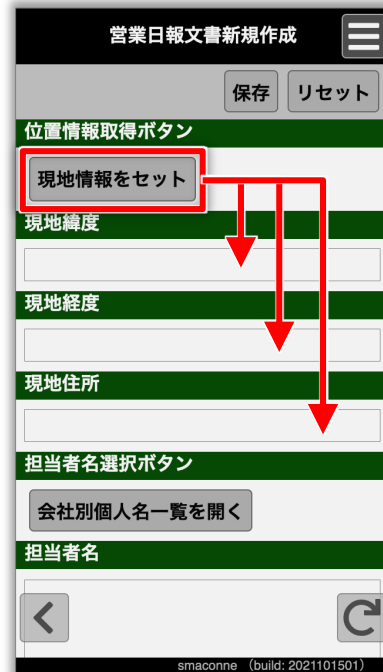 営業日報文書新規作成
保存 リセット
位置情報取得ボタン
現地情報をセット
現地緯度
現地経度
現地住所
担当者名選択ボタン
会社別個人名一覧を開く
担当者名
smaconne （build: 2021101501）